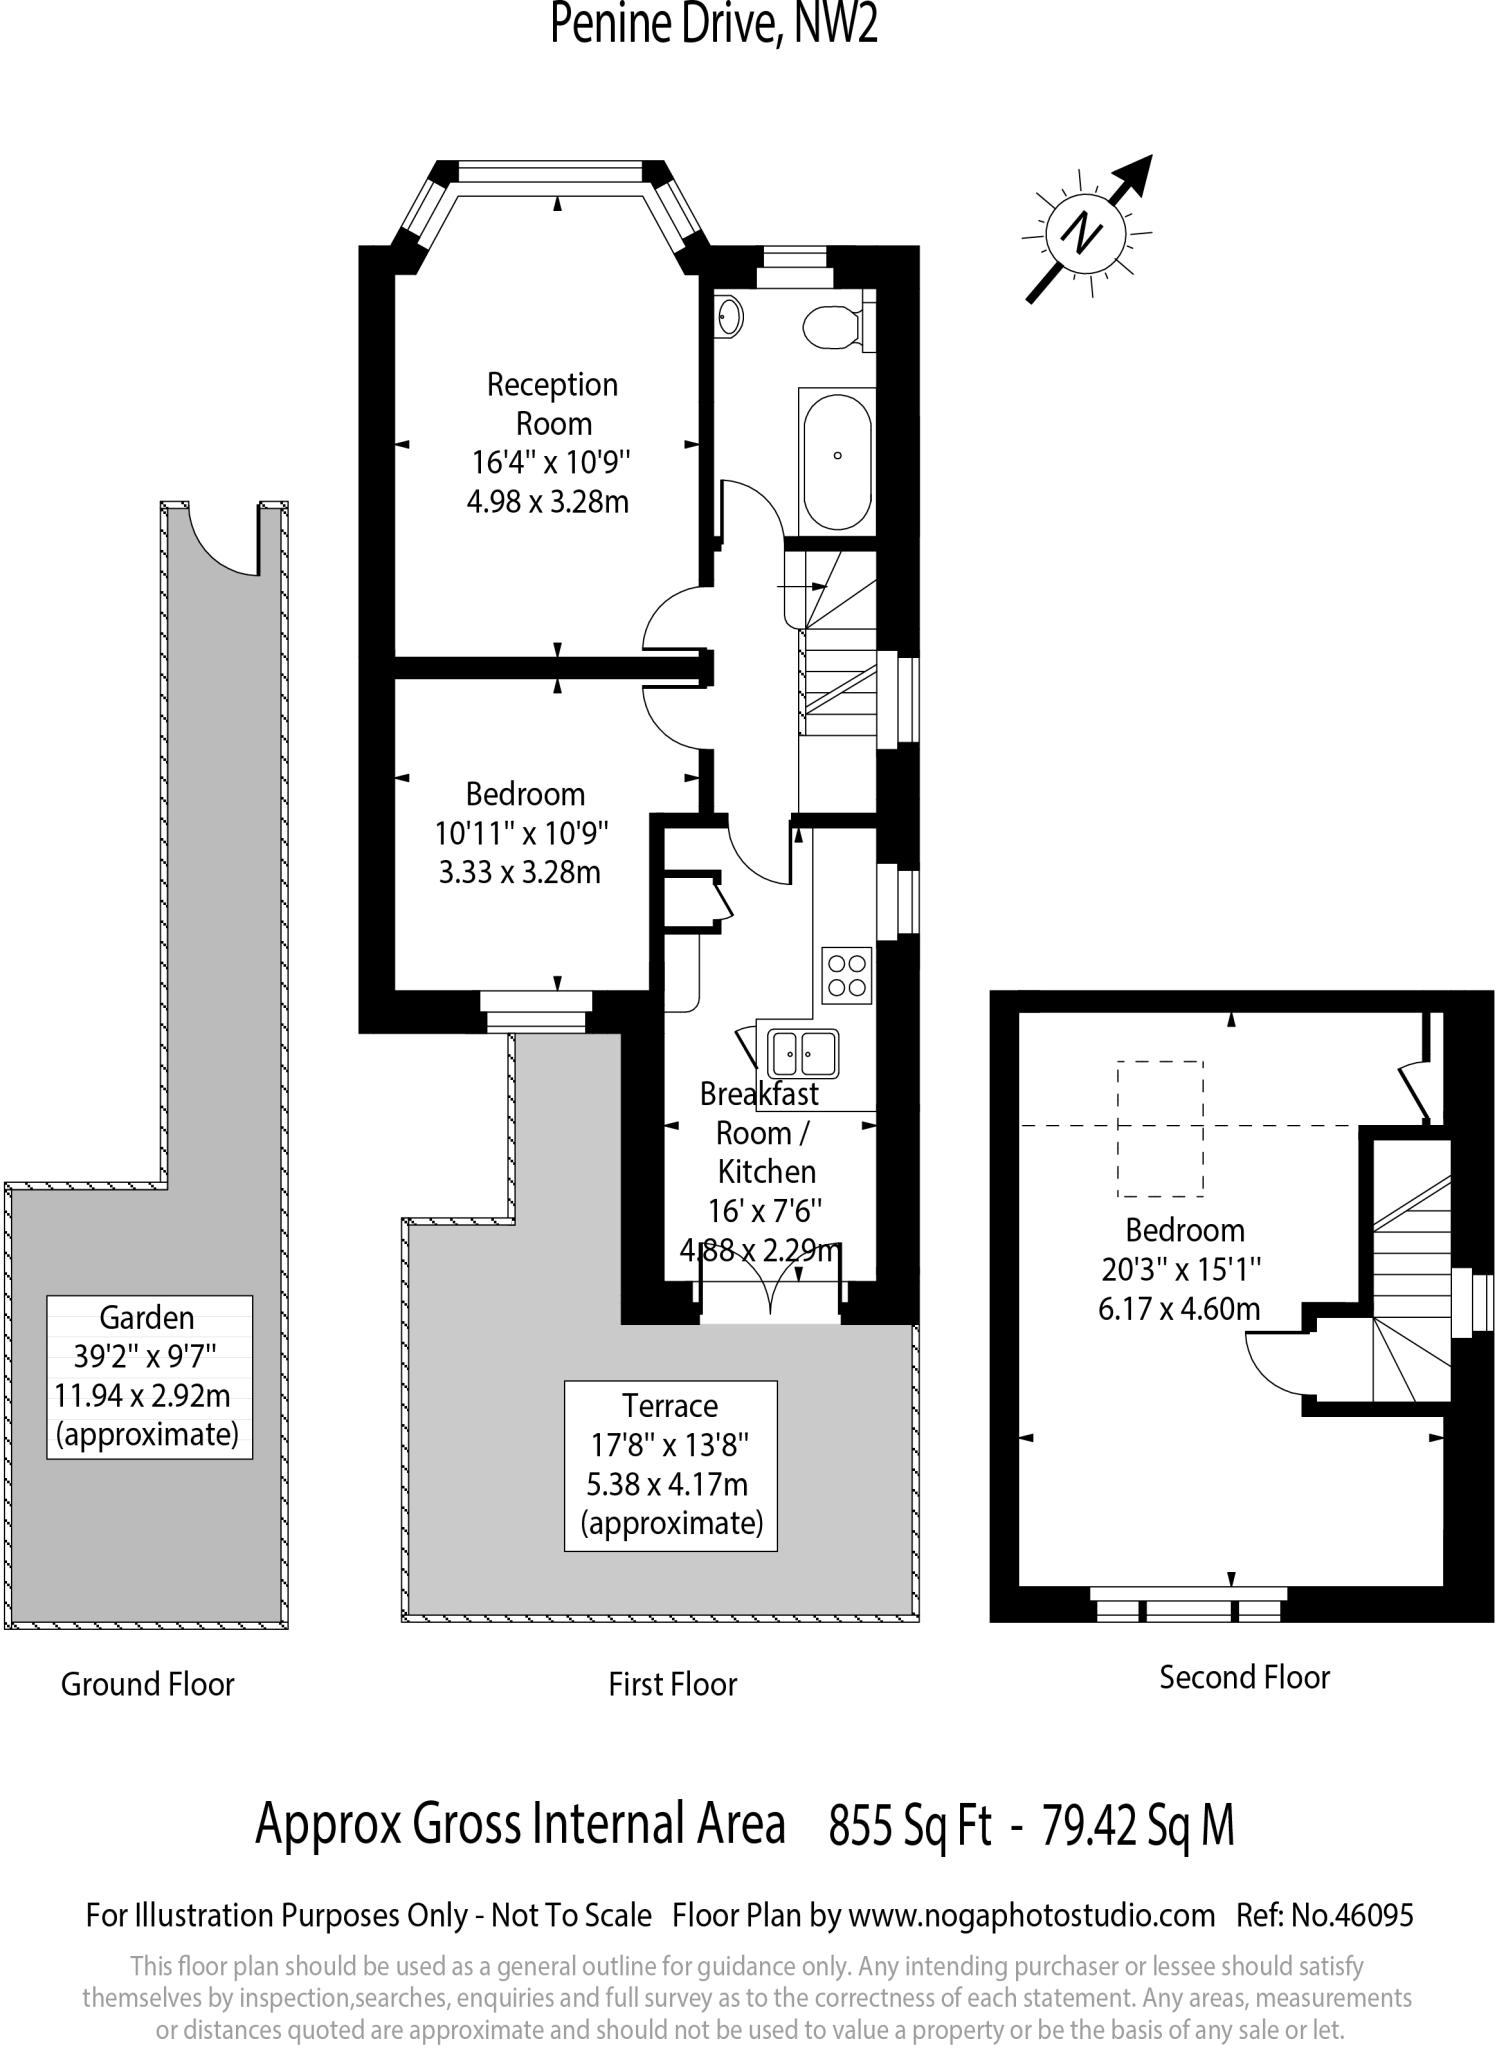 Penine Drive, NW2
N
Reception
Room
16'4" x 10'9"
4.98 x 3.28m
Bedroom
10'11" x 10'9"
3.33 x 3.28m
Breakfast
Room /
Kitchen
16' x 7'6"
4.88 x 2.29m
Bedroom
20'3" x 15'1"
6.17 x 4.60m
Garden
39'2" x 9'7"
11.94 x 2.92m
(approximate)
Terrace
17'8" x 13'8"
5.38 x 4.17m
(approximate)
Ground Floor
First Floor
Second Floor
Approx Gross Internal Area 855 Sq Ft - 79.42 Sq M
For Illustration Purposes Only - Not To Scale Floor Plan by www.nogaphotostudio.com Ref: No.46095
This floor plan should be used as a general outline for guidance only. Any intending purchaser or lessee should satisfy
themselves by inspection,searches, enquiries and full survey as to the correctness of each statement. Any areas, measurements
or distances quoted are approximate and should not be used to value a property or be the basis of any sale or let.